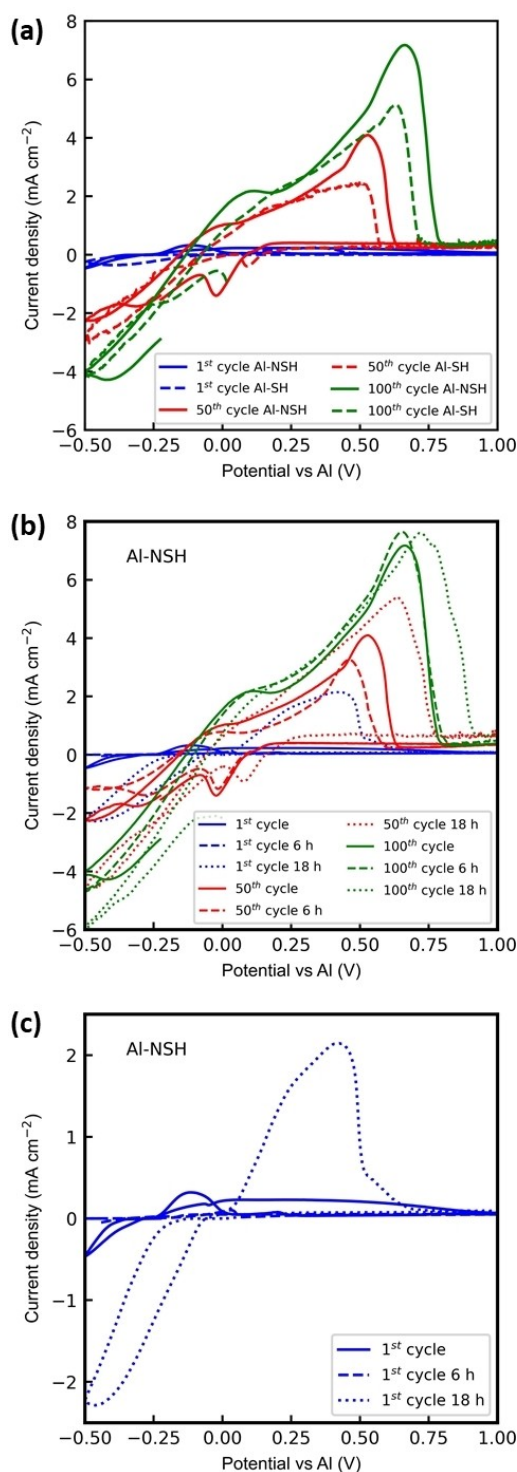 (a)
8
6
4
2
0
−2
−4
−6
Current density (mA cm⁻²)
1ˢᵗ cycle Al-NSH
1ˢᵗ cycle Al-SH
50ᵗʰ cycle Al-NSH
50ᵗʰ cycle Al-SH
100ᵗʰ cycle Al-NSH
100ᵗʰ cycle Al-SH
−0.50 −0.25 0.00 0.25 0.50 0.75 1.00
Potential vs Al (V)
(b)
Al-NSH
8
6
4
2
0
−2
−4
−6
Current density (mA cm⁻²)
1ˢᵗ cycle
1ˢᵗ cycle 6 h
1ˢᵗ cycle 18 h
50ᵗʰ cycle
50ᵗʰ cycle 6 h
50ᵗʰ cycle 18 h
100ᵗʰ cycle
100ᵗʰ cycle 6 h
100ᵗʰ cycle 18 h
−0.50 −0.25 0.00 0.25 0.50 0.75 1.00
Potential vs Al (V)
(c)
Al-NSH
2
1
0
−1
−2
Current density (mA cm⁻²)
1ˢᵗ cycle
1ˢᵗ cycle 6 h
1ˢᵗ cycle 18 h
−0.50 −0.25 0.00 0.25 0.50 0.75 1.00
Potential vs Al (V)